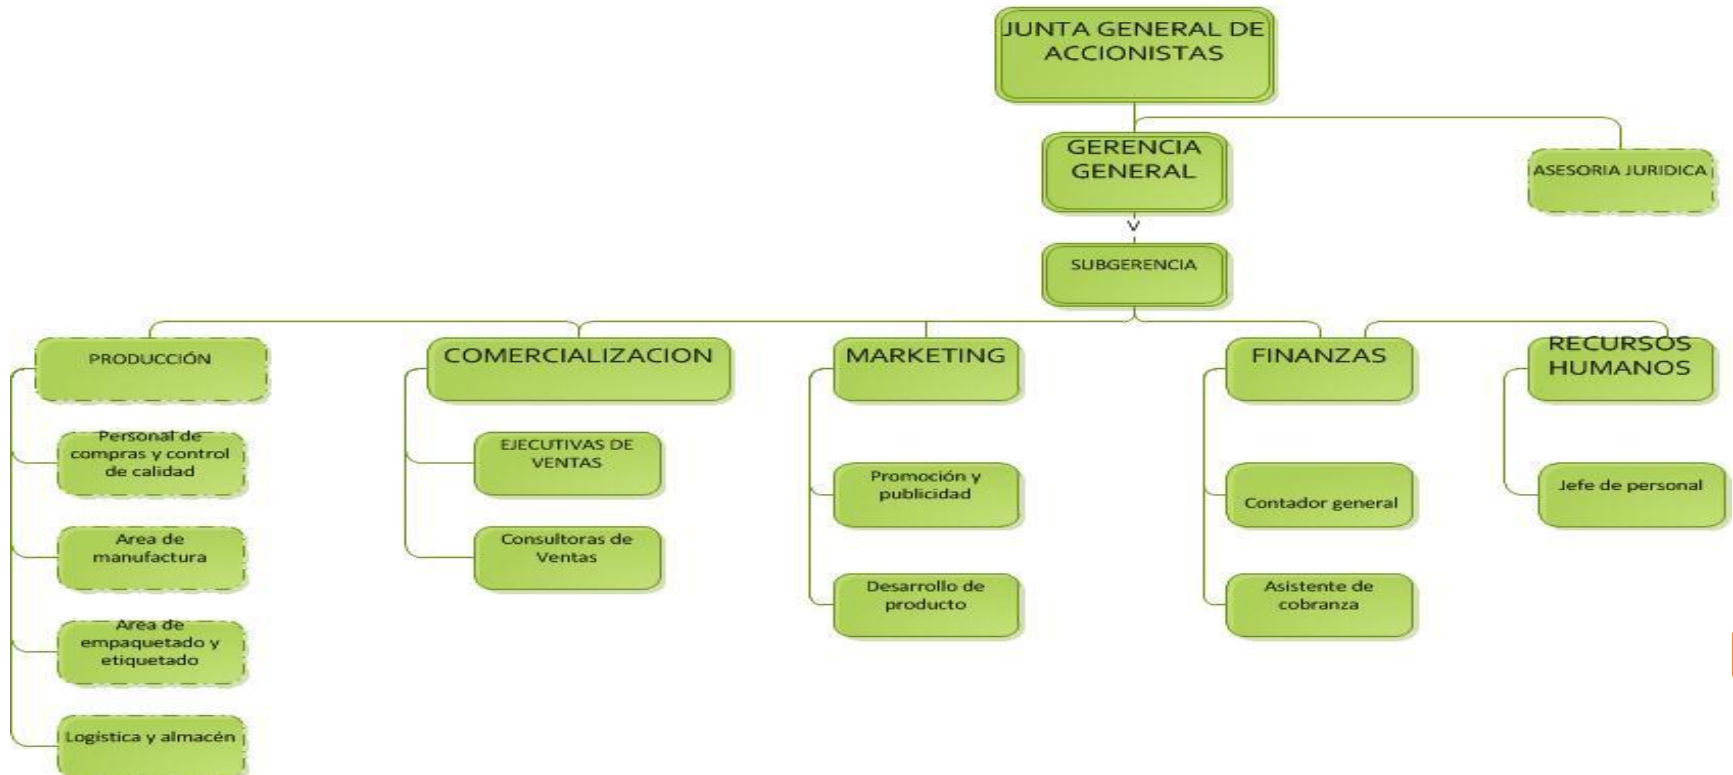 JUNTA GENERAL DE
ACCIONISTAS
GERENCIA
GENERAL
ASESORIA JURIDICA
V
SUBGERENCIA
PRODUCCIÓN
COMERCIALIZACION
MARKETING
FINANZAS
RECURSOS
HUMANOS
Personal de
compras y control
de calidad
Area de
manufactura
Area de
empaquetado y
etiquetado
Logística y almacén
EJECUTIVAS DE
VENTAS
Consultoras de
Ventas
Promoción y
publicidad
Desarrollo de
producto
Contador general
Asistente de
cobranza
Jefe de personal